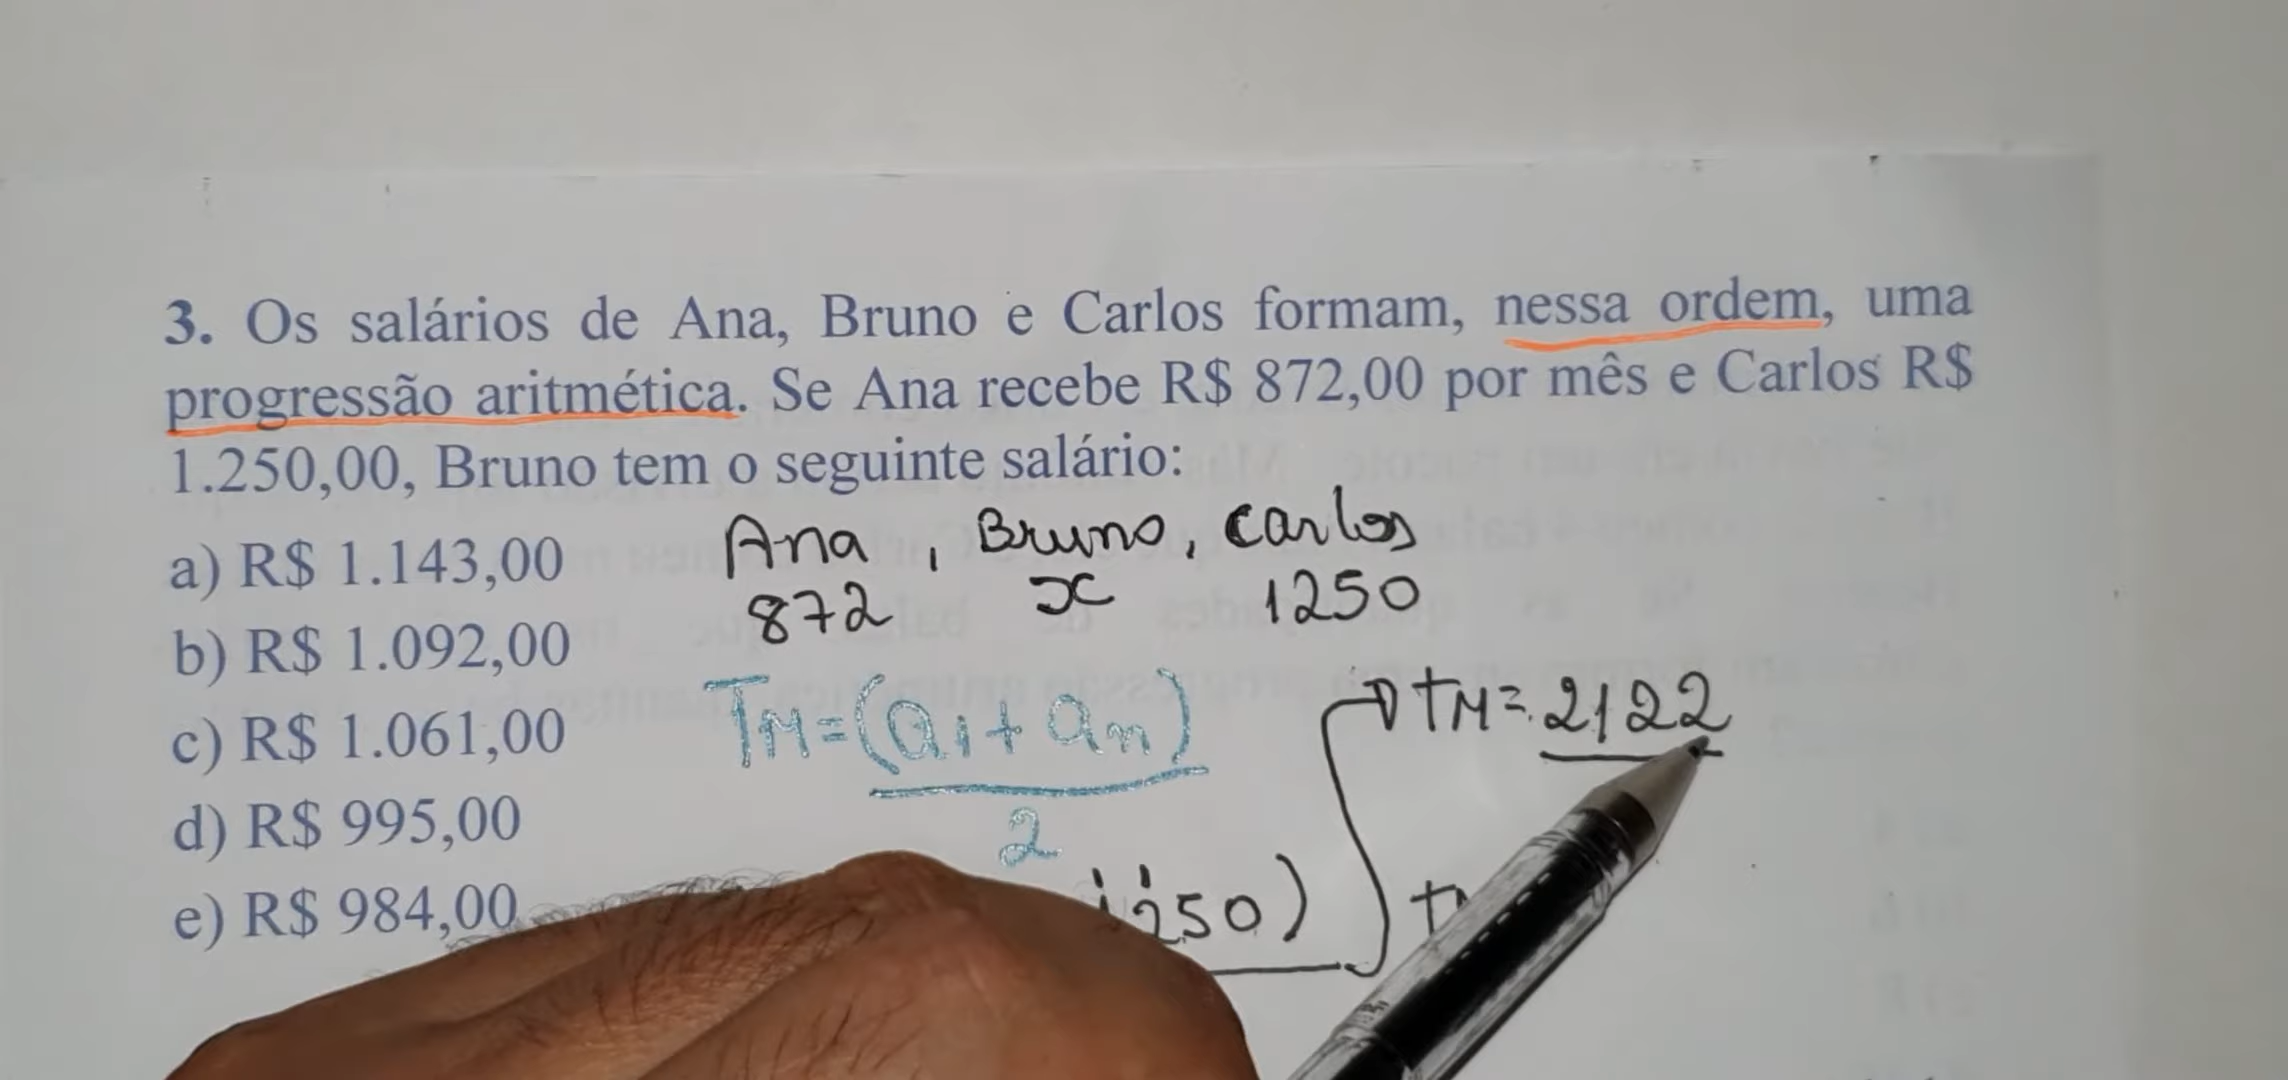 3. Os salários de Ana, Bruno e Carlos formam, nessa ordem, uma
progressão aritmética. Se Ana recebe R$ 872,00 por mês e Carlos R$
1.250,00, Bruno tem o seguinte salário:
a) R$ 1.143,00
b) R$ 1.092,00
c) R$ 1.061,00
d) R$ 995,00
e) R$ 984,00
Ana , Bruno, Carlos
872 x 1250
TM=(a1+an)
2
1250)
TM=2122